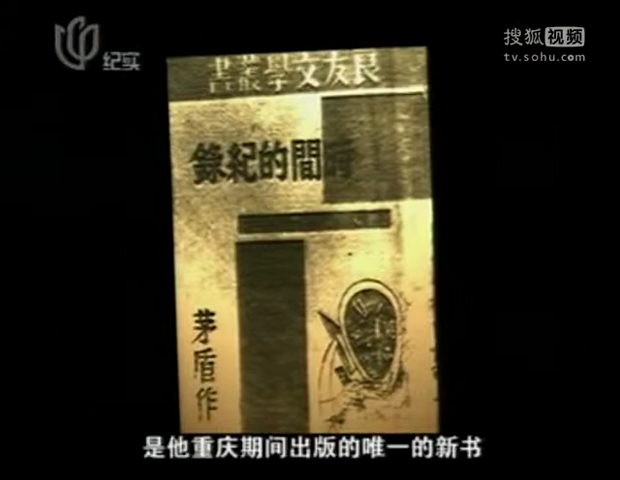 纪实
搜狐视频
tv.sohu.com
書叢學文友良
錄紀的間時
茅盾作
是他重庆期间出版的唯一的新书